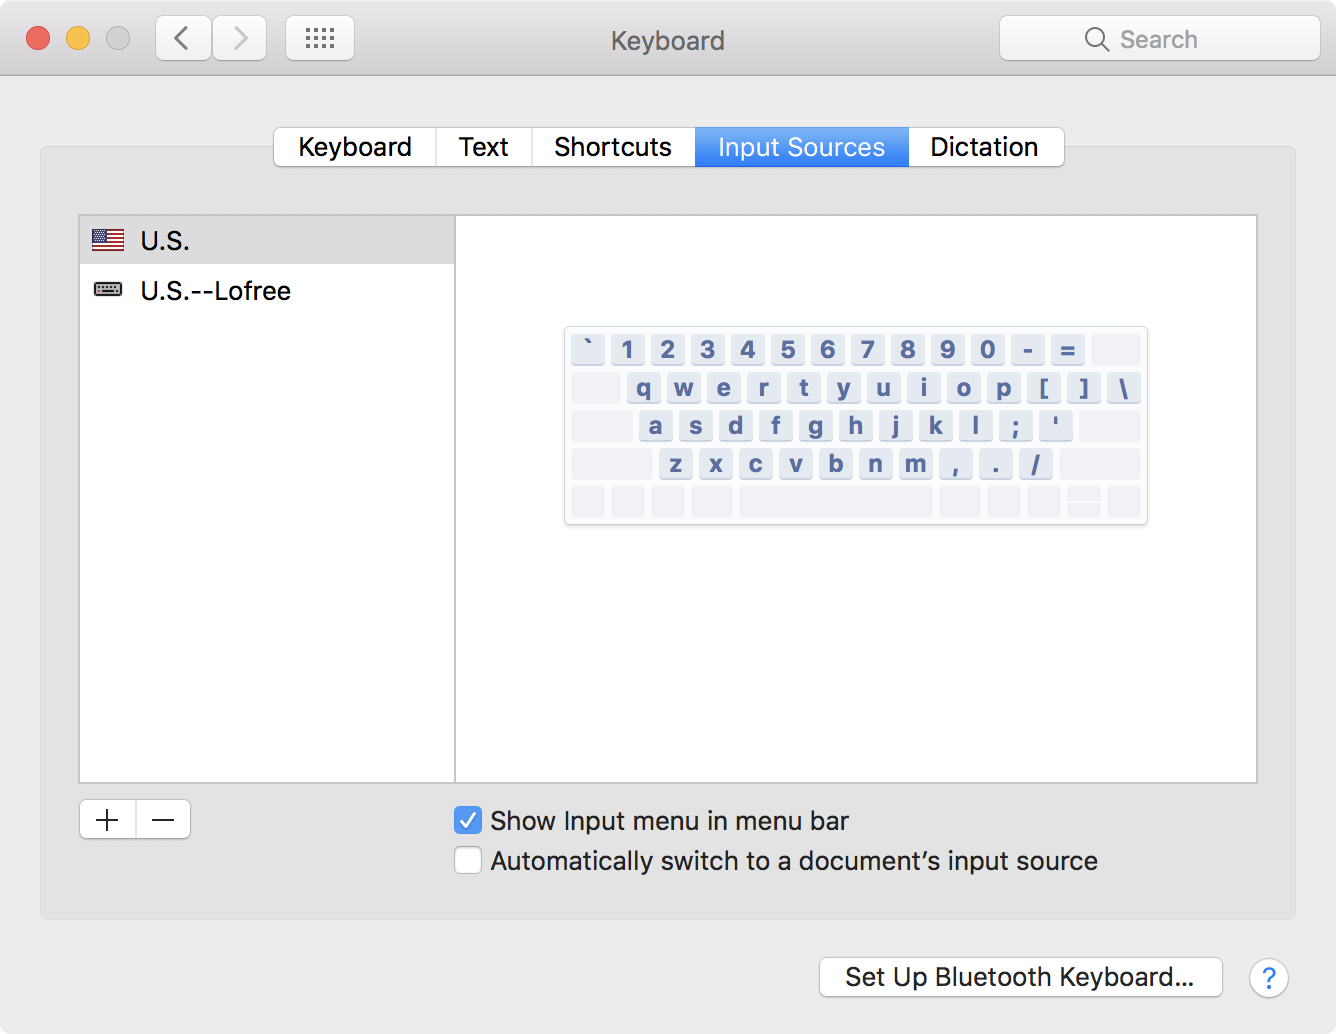 Keyboard
Search
Keyboard Text Shortcuts Input Sources Dictation
U.S.
U.S.--Lofree
` 1 2 3 4 5 6 7 8 9 0 - =
q w e r t y u i o p [ ] \
a s d f g h j k l ; '
z x c v b n m , . /
Show Input menu in menu bar
Automatically switch to a document’s input source
Set Up Bluetooth Keyboard...
?